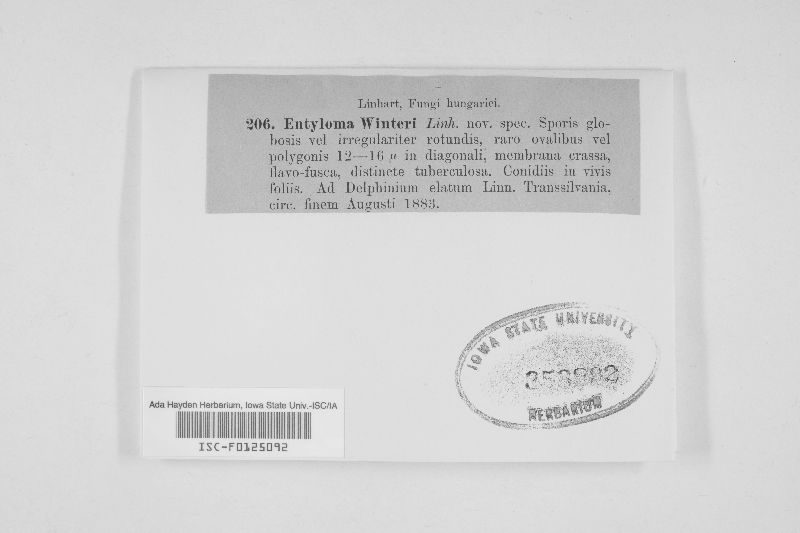 Linhart, Fungi hungarici.
206. Entyloma Winteri Linh. nov. spec. Sporis glo-
bosis vel irregulariter rotundis, raro ovalibus vel
polygonis 12—16 μ in diagonali, membrana crassa,
flavo-fusca, distincte tuberculosa. Conidiis in vivis
foliis. Ad Delphinium elatum Linn. Transsilvania,
circ. finem Augusti 1883.
IOWA STATE UNIVERSITY
HERBARIUM
Ada Hayden Herbarium, Iowa State Univ.-ISC/IA
ISC-F0125092